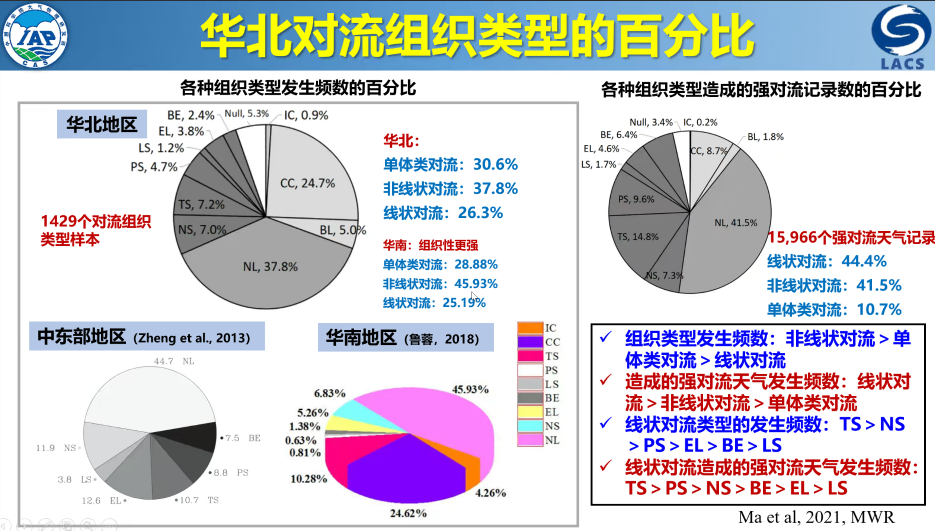 IAP
CAS
华北对流组织类型的百分比
LACS
各种组织类型发生频数的百分比
各种组织类型造成的强对流记录数的百分比
华北地区
Null, 5.3%
IC, 0.9%
BE, 2.4%
EL, 3.8%
LS, 1.2%
PS, 4.7%
TS, 7.2%
NS, 7.0%
CC, 24.7%
BL, 5.0%
NL, 37.8%
1429个对流组织
类型样本
华北:
单体类对流：30.6%
非线状对流：37.8%
线状对流：26.3%
华南：组织性更强
单体类对流：28.88%
非线状对流：45.93%
线状对流：25.19%
Null, 3.4%
IC, 0.2%
BE, 6.4%
EL, 4.6%
LS, 1.7%
PS, 9.6%
TS, 14.8%
NS, 7.3%
CC, 8.7%
BL, 1.8%
NL, 41.5%
15,966个强对流天气记录
线状对流：44.4%
非线状对流：41.5%
单体类对流：10.7%
中东部地区（Zheng et al., 2013）
44.7 NL
11.9 NS
3.8 LS
12.6 EL
10.7 TS
8.8 PS
7.5 BE
华南地区（鲁蓉，2018）
6.83%
5.26%
1.38%
0.63%
0.81%
10.28%
24.62%
4.26%
45.93%
IC
CC
TS
PS
LS
BE
EL
NS
NL
✓ 组织类型发生频数：非线状对流＞单
体类对流＞线状对流
✓ 造成的强对流天气发生频数：线状对
流＞非线状对流＞单体类对流
✓ 线状对流类型的发生频数：TS＞NS
＞PS＞EL＞BE＞LS
✓ 线状对流造成的强对流天气发生频数：
TS＞PS＞NS＞BE＞EL＞LS
Ma et al, 2021, MWR